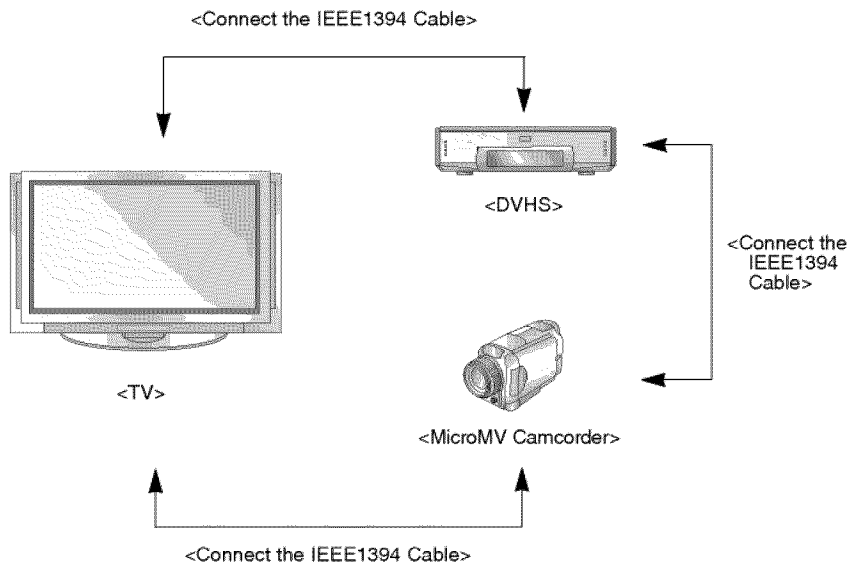 <Connect the IEEE1394 Cable>
<DVHS>
<Connect the
IEEE1394
Cable>
<TV>
<MicroMV Camcorder>
<Connect the IEEE1394 Cable>